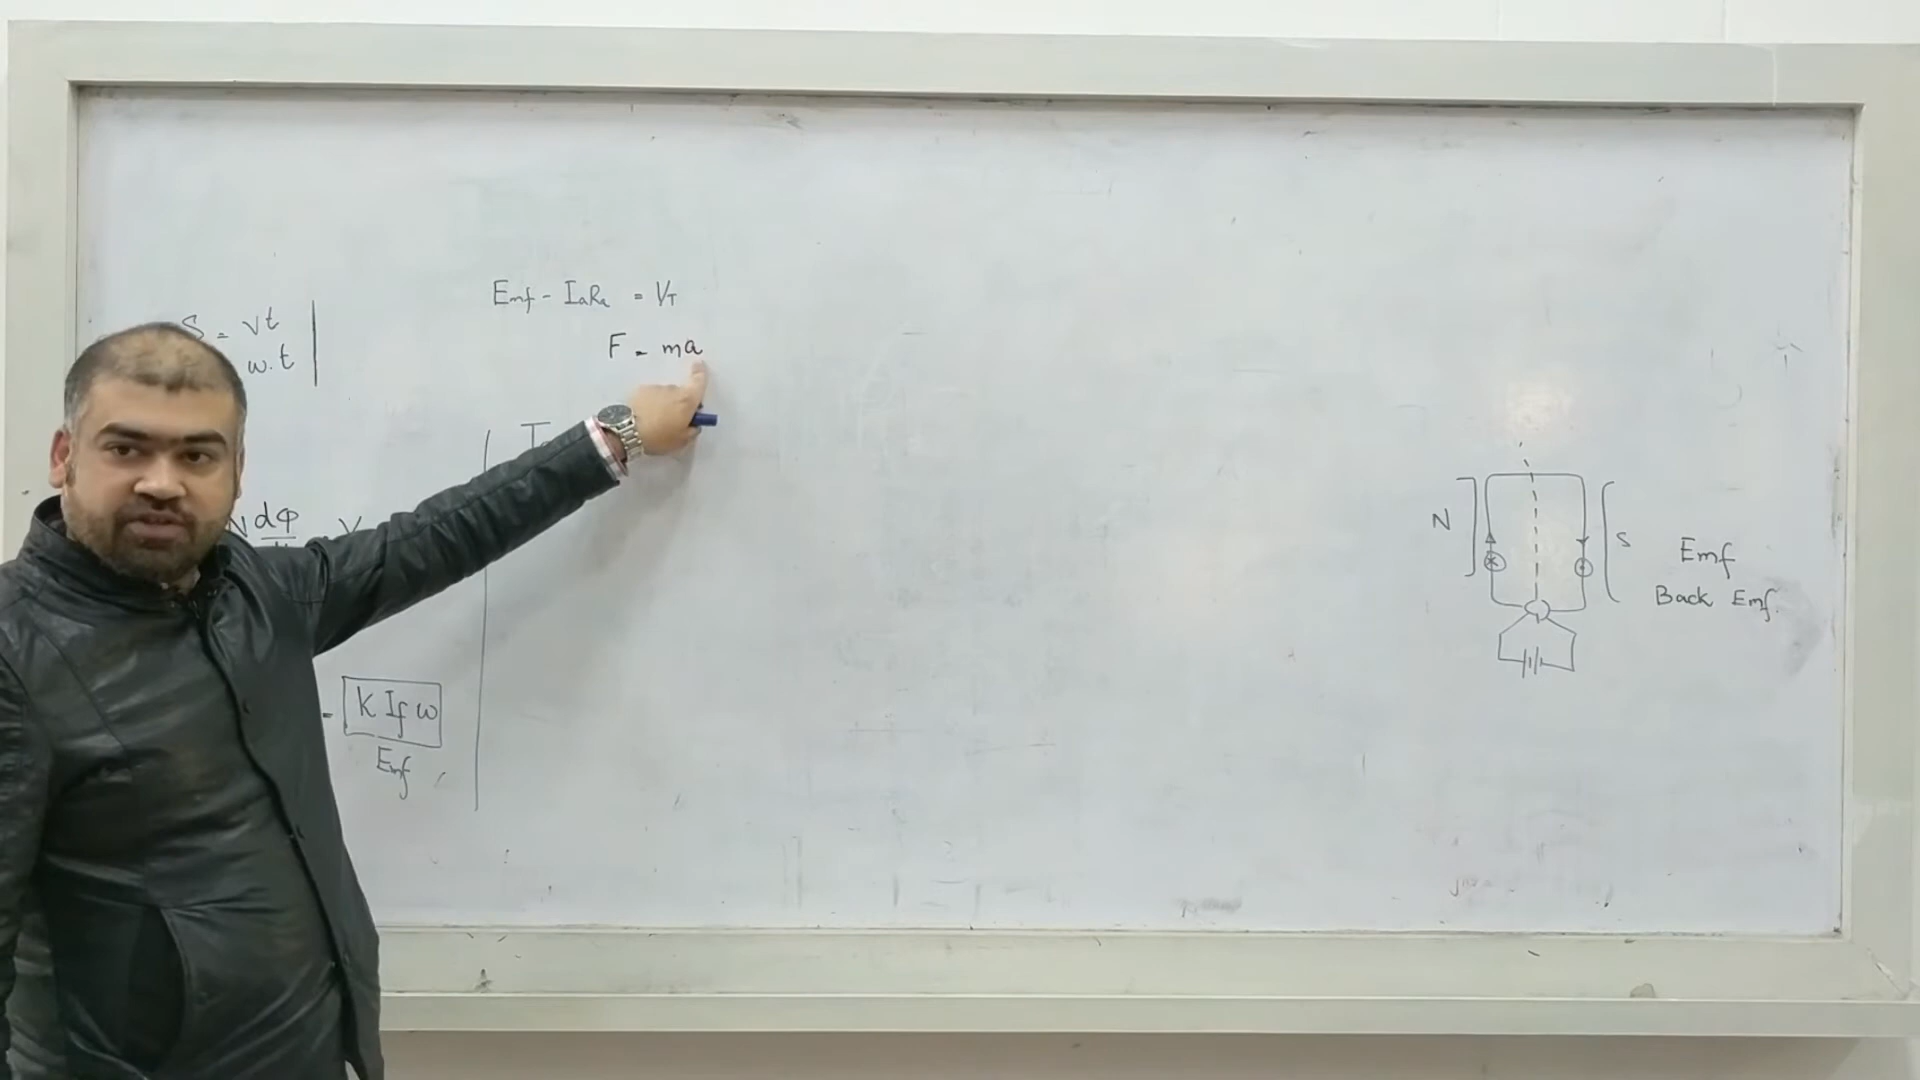 S = vt
w.t
Emf - IaRa = VT
F = ma
N dφ
= K If ω
Emf
N
S
Emf
Back Emf.